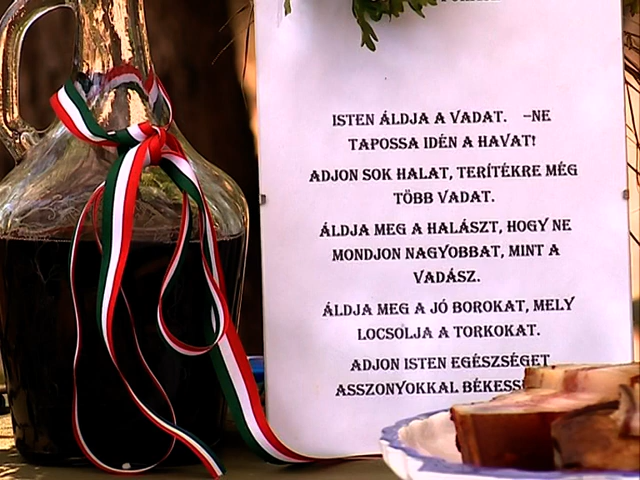 ISTEN ÁLDJA A VADAT. –NE
TAPOSSA IDÉN A HAVAT!
ADJON SOK HALAT, TERÍTÉKRE MÉG
TÖBB VADAT.
ÁLDJA MEG A HALÁSZT, HOGY NE
MONDJON NAGYOBBAT, MINT A
VADÁSZ.
ÁLDJA MEG A JÓ BOROKAT, MELY
LOCSOLJA A TORKOKAT.
ADJON ISTEN EGÉSZSÉGET
ASSZONYOKKAL